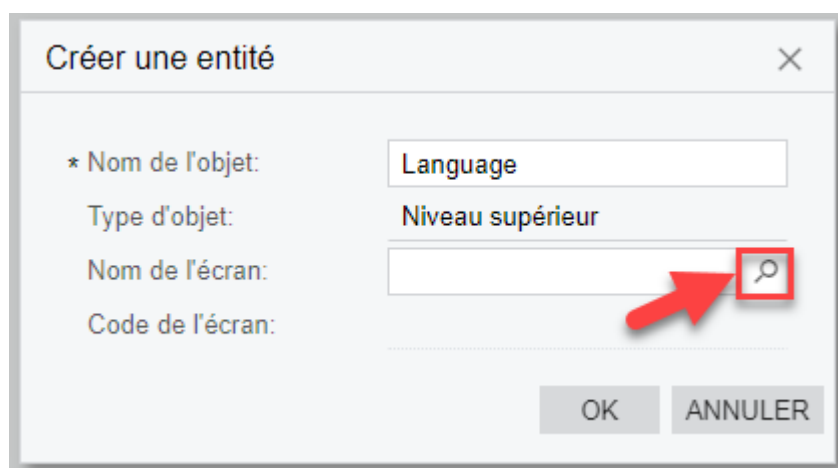 Créer une entité
* Nom de l'objet: Language
Type d'objet: Niveau supérieur
Nom de l'écran:
Code de l'écran:
OK ANNULER